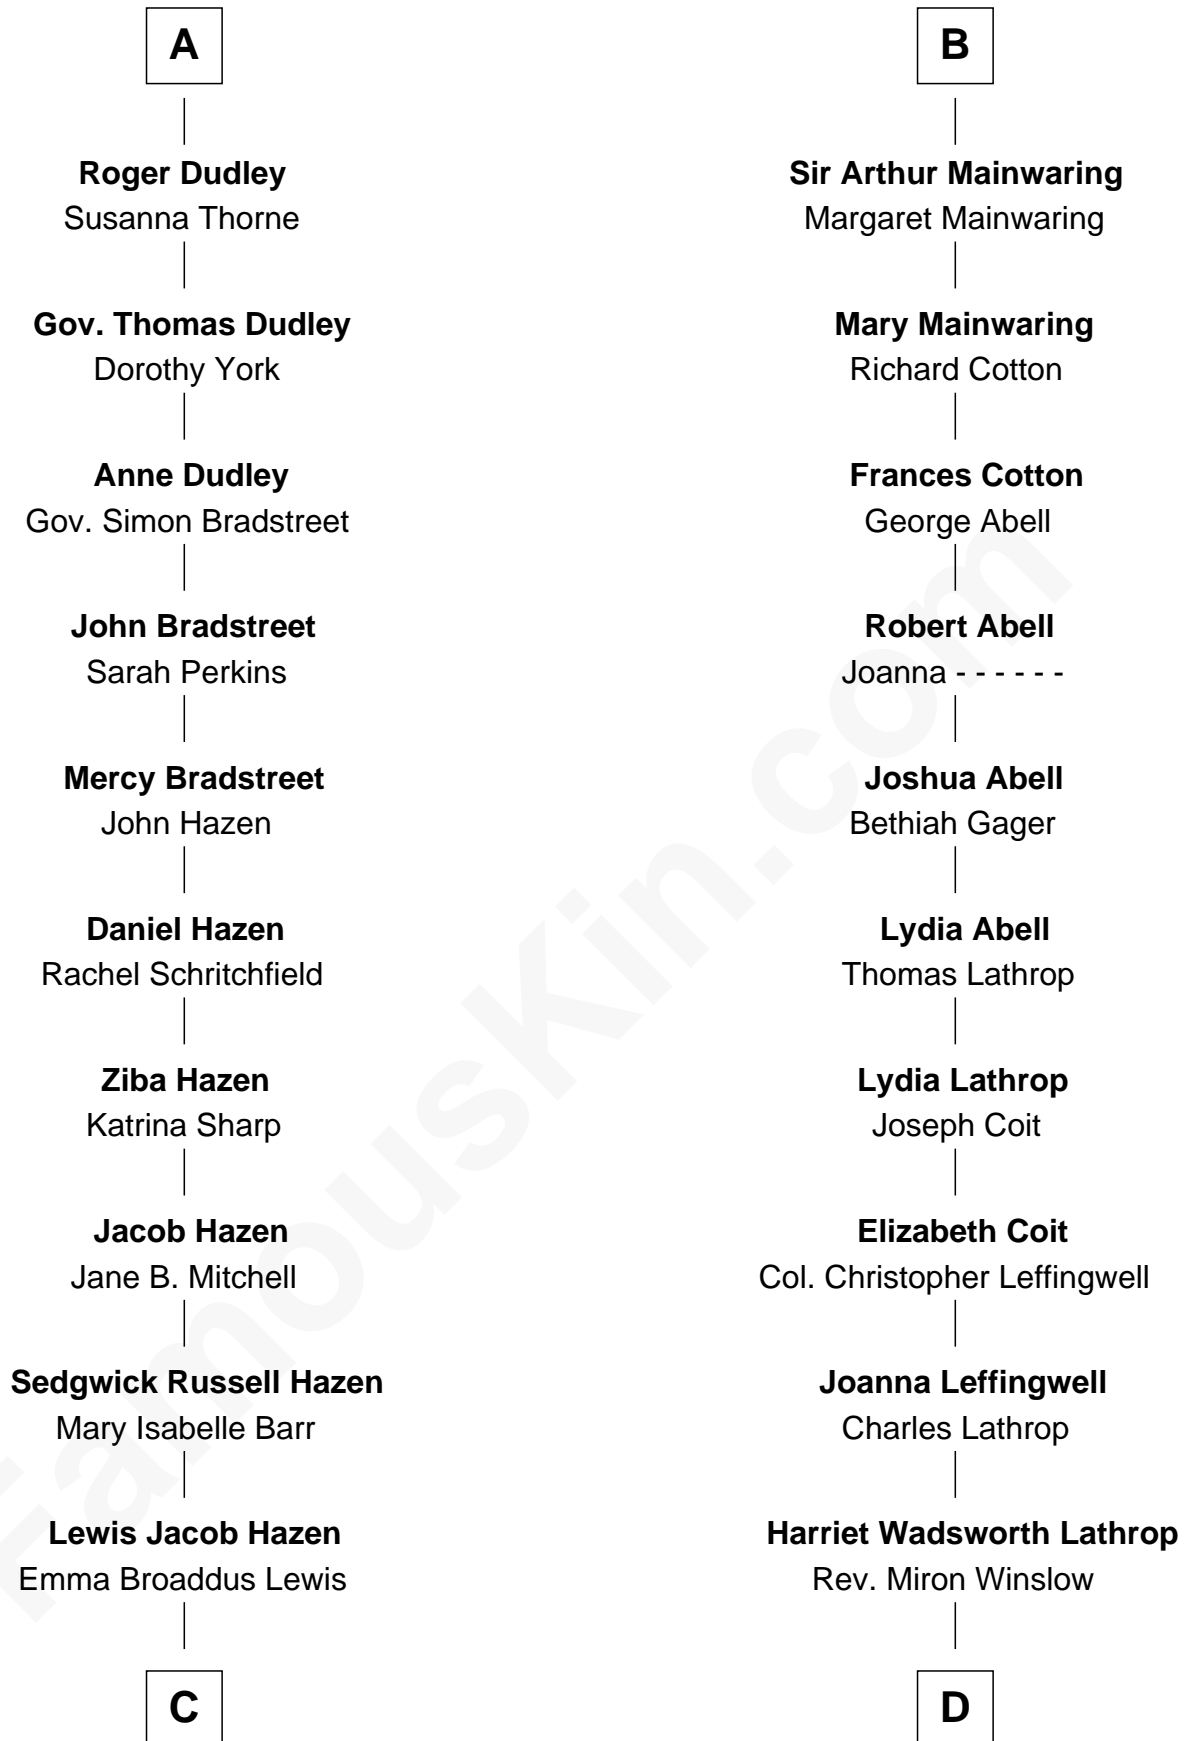 A
Roger Dudley
Susanna Thorne
Gov. Thomas Dudley
Dorothy York
Anne Dudley
Gov. Simon Bradstreet
John Bradstreet
Sarah Perkins
Mercy Bradstreet
John Hazen
Daniel Hazen
Rachel Schritchfield
Ziba Hazen
Katrina Sharp
Jacob Hazen
Jane B. Mitchell
Sedgwick Russell Hazen
Mary Isabelle Barr
Lewis Jacob Hazen
Emma Broaddus Lewis
C
B
Sir Arthur Mainwaring
Margaret Mainwaring
Mary Mainwaring
Richard Cotton
Frances Cotton
George Abell
Robert Abell
Joanna - - - - - -
Joshua Abell
Bethiah Gager
Lydia Abell
Thomas Lathrop
Lydia Lathrop
Joseph Coit
Elizabeth Coit
Col. Christopher Leffingwell
Joanna Leffingwell
Charles Lathrop
Harriet Wadsworth Lathrop
Rev. Miron Winslow
D
FamousKin.com